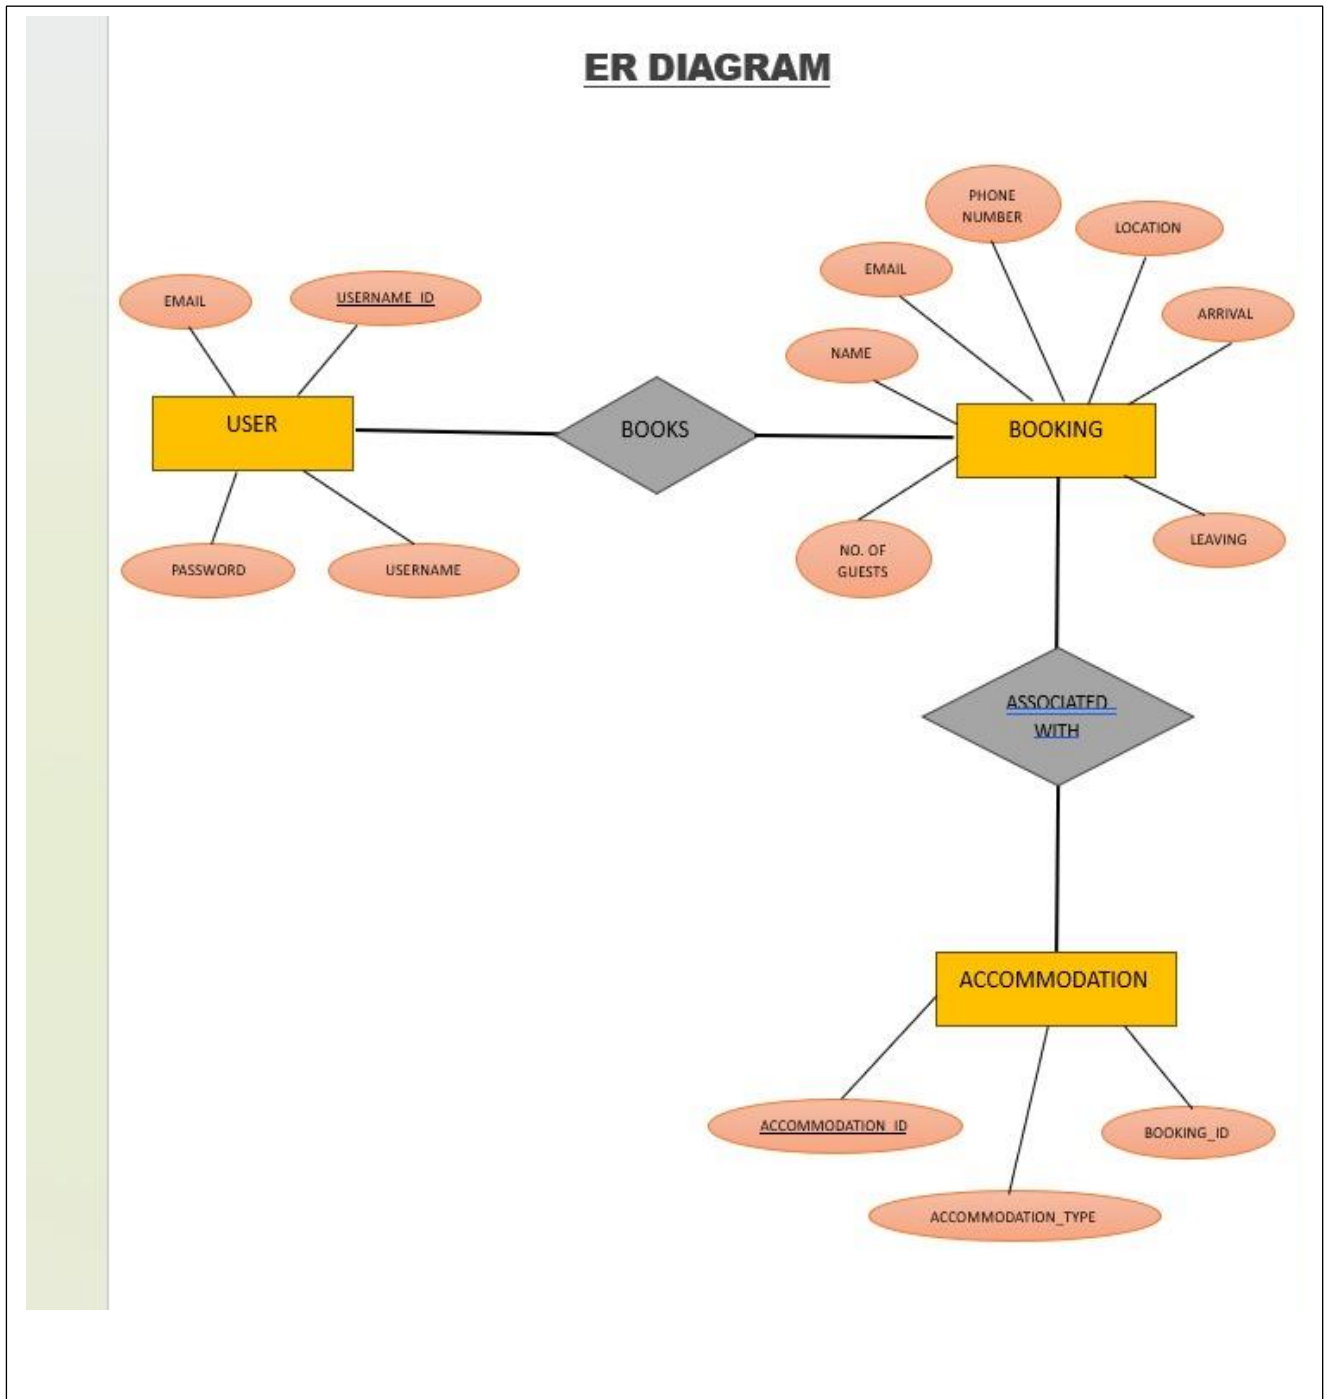 ER DIAGRAM
PHONE
NUMBER
LOCATION
EMAIL
EMAIL
USERNAME_ID
ARRIVAL
NAME
USER
BOOKS
BOOKING
PASSWORD
USERNAME
NO. OF
GUESTS
LEAVING
ASSOCIATED
WITH
ACCOMMODATION
ACCOMMODATION_ID
BOOKING_ID
ACCOMMODATION_TYPE